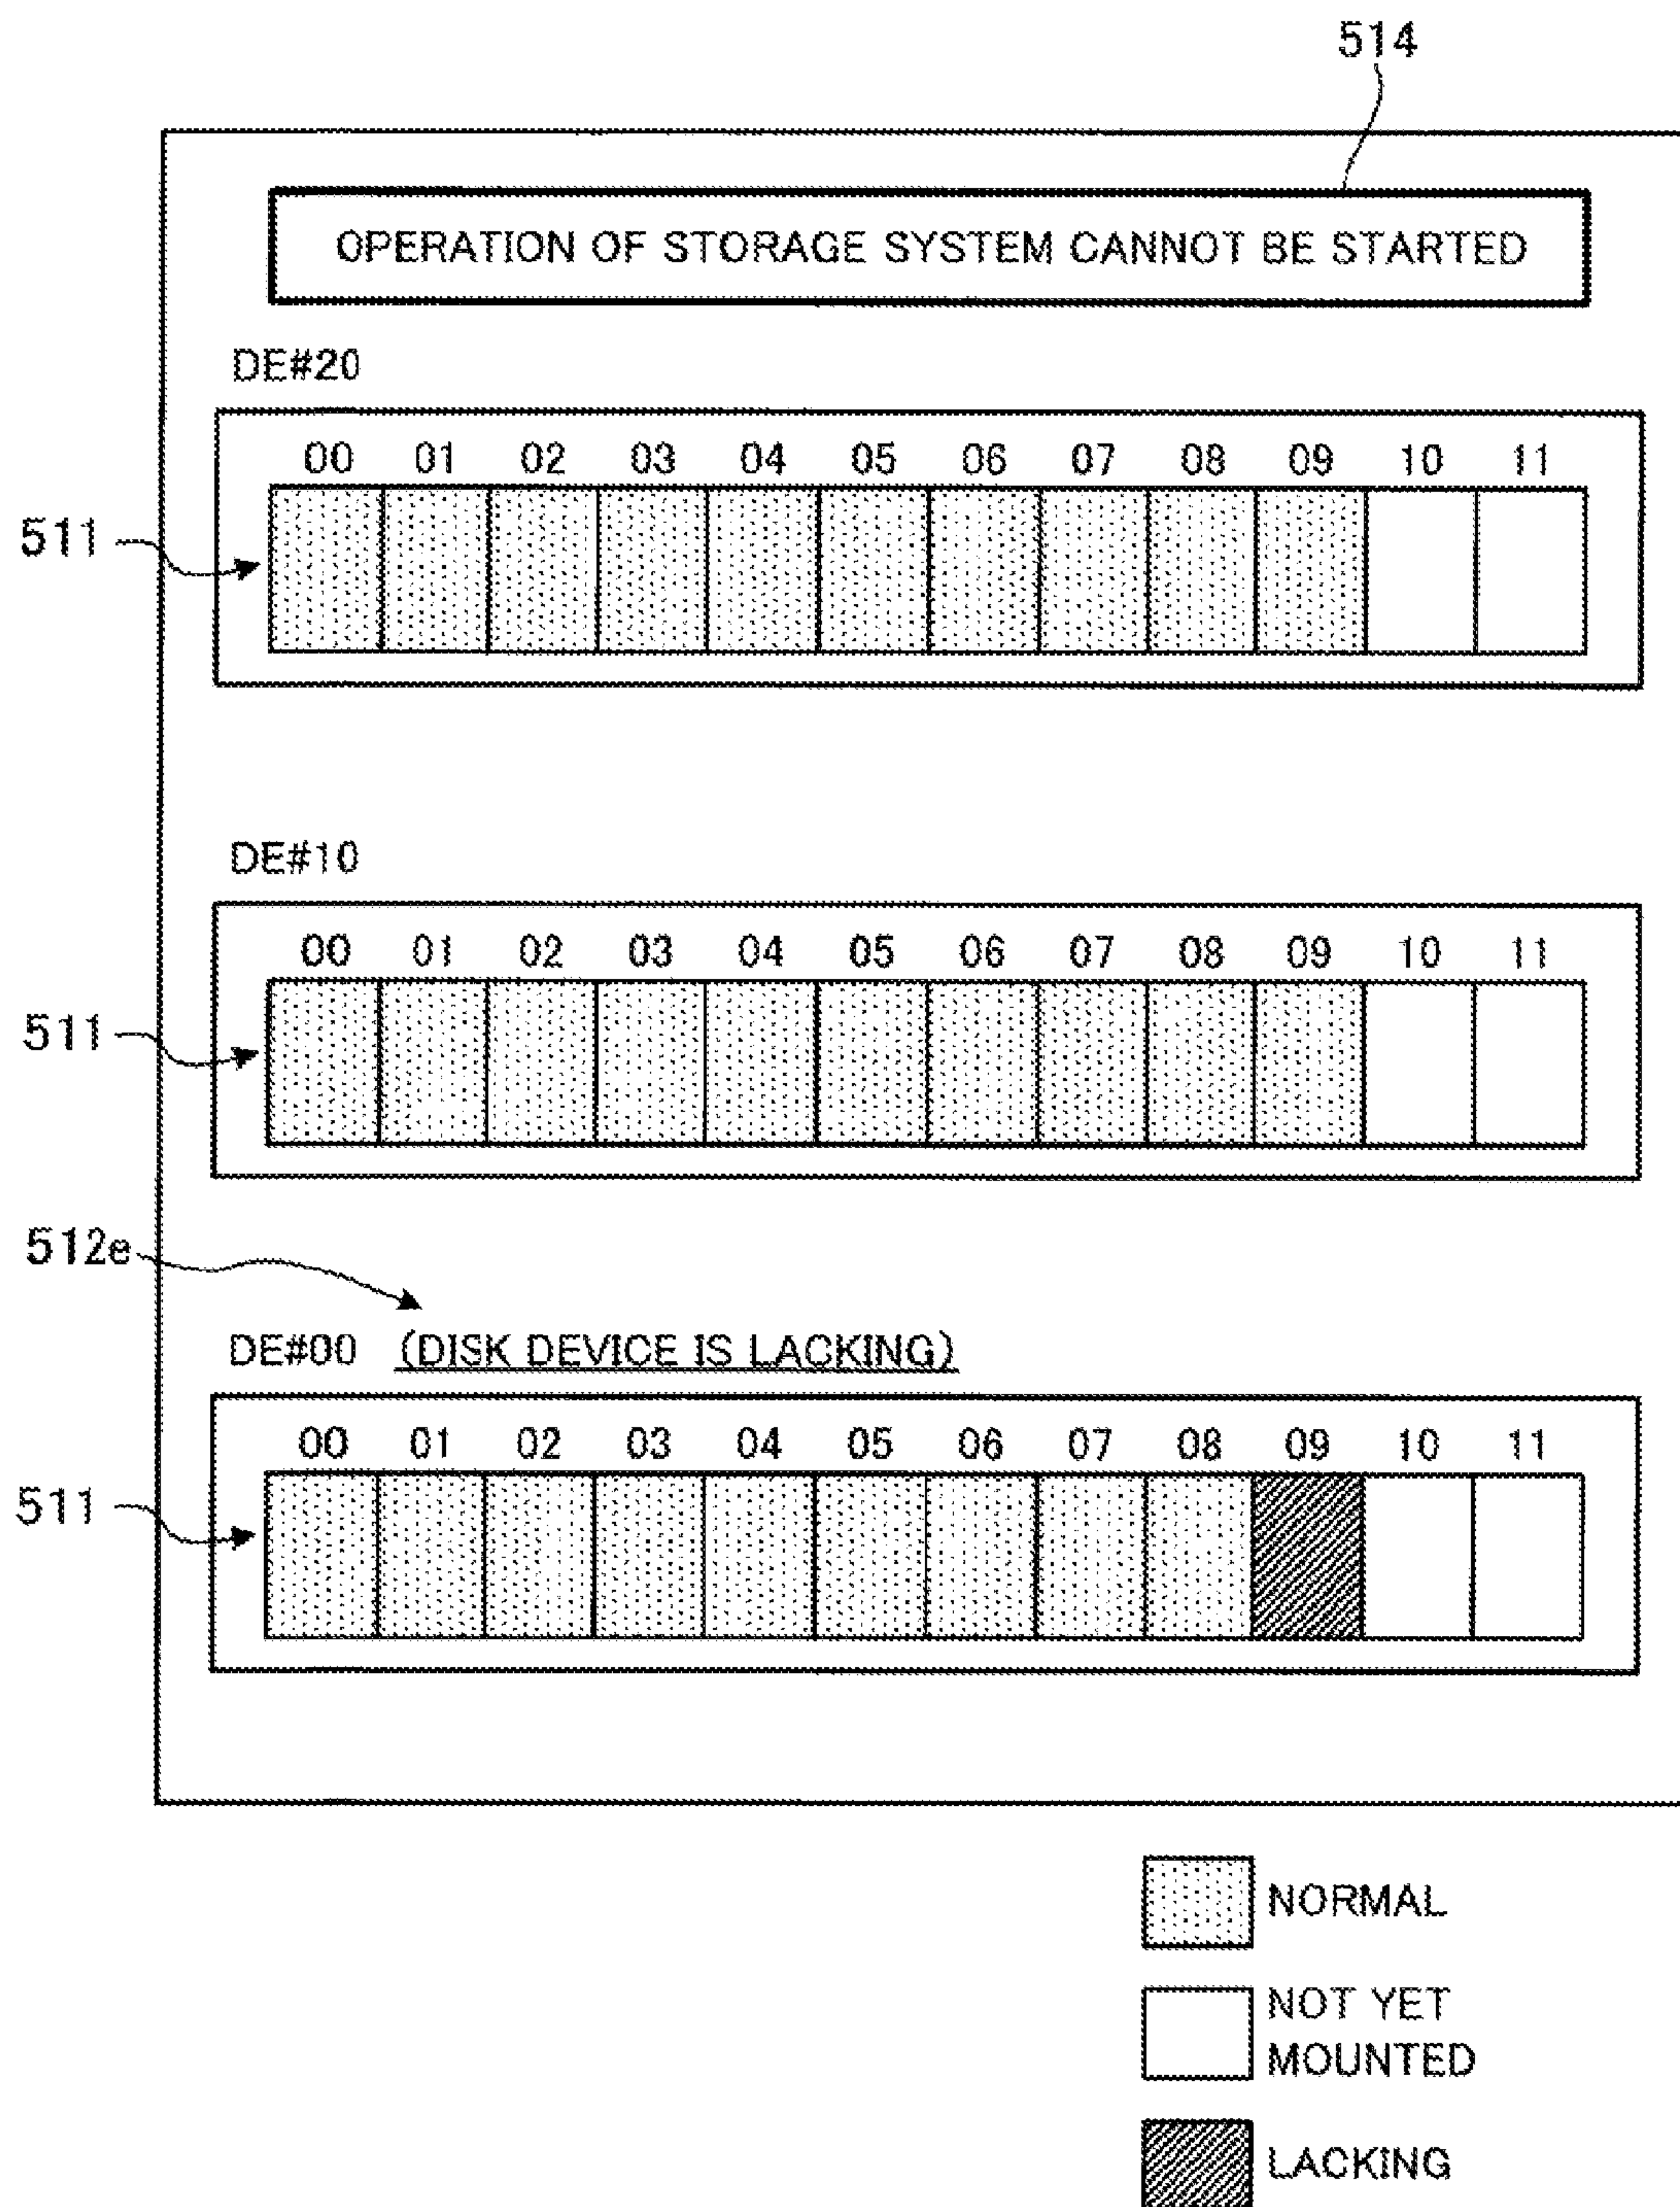 514
OPERATION OF STORAGE SYSTEM CANNOT BE STARTED
DE#20
00 01 02 03 04 05 06 07 08 09 10 11
511
DE#10
00 01 02 03 04 05 06 07 08 09 10 11
511
512e
DE#00 (DISK DEVICE IS LACKING)
00 01 02 03 04 05 06 07 08 09 10 11
511
NORMAL
NOT YET
MOUNTED
LACKING